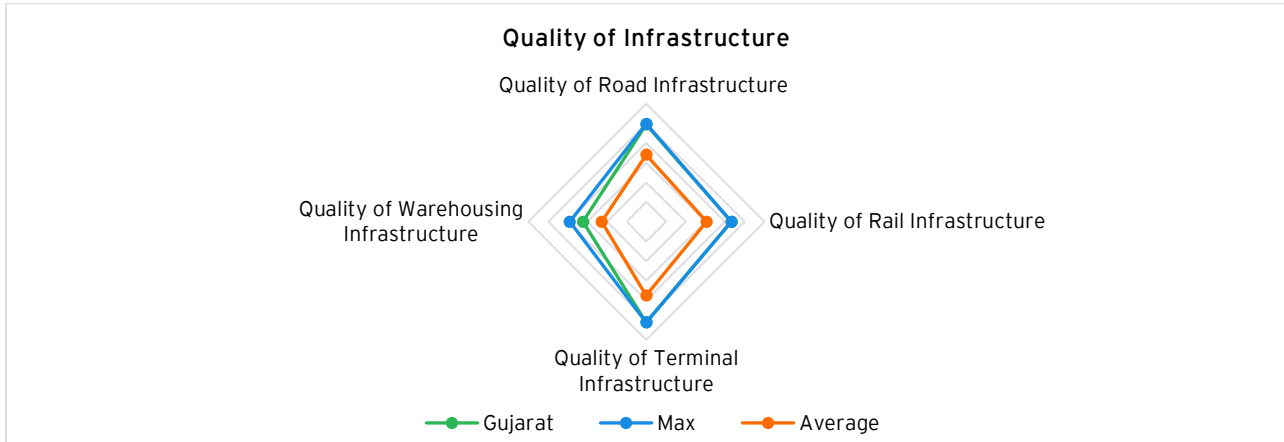 Quality of Infrastructure
Quality of Road Infrastructure
Quality of Warehousing
Infrastructure
Quality of Rail Infrastructure
Quality of Terminal
Infrastructure
Gujarat Max Average